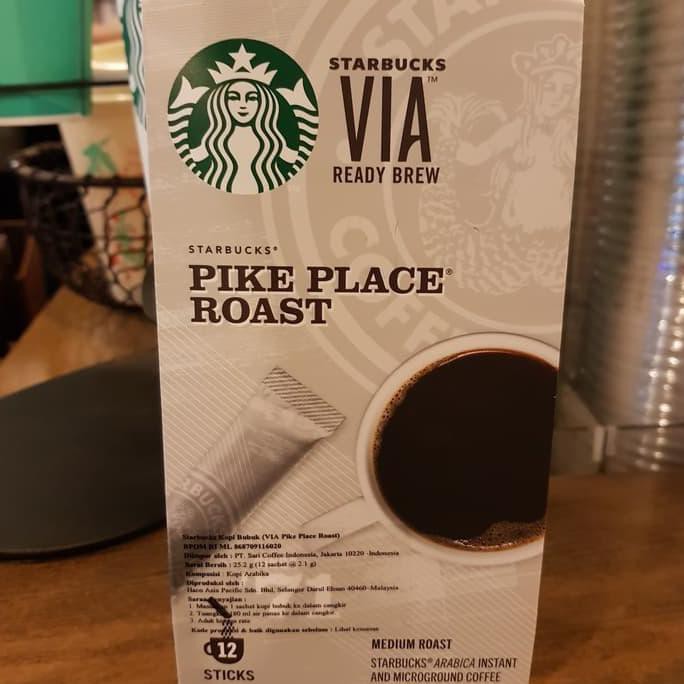 STARBUCKS
VIA™
READY BREW
STARBUCKS®
PIKE PLACE®
ROAST
Starbucks Kopi Bubuk (VIA Pike Place Roast)
BPOM RI ML 868709116020
Diimpor oleh : PT. Sari Coffee Indonesia, Jakarta 10220 -Indonesia
Berat Bersih : 25.2 g (12 sachet @ 2.1 g)
Komposisi : Kopi Arabika
Diproduksi oleh :
Haco Asia Pacific Sdn. Bhd, Selangor Darul Ehsan 40460-Malaysia
Saran
1. 1 sachet kopi bubuk ke dalam cangkir
2. 180 ml air panas ke dalam cangkir
3. Aduk rata
Kode & baik digunakan sebelum : Lihat kemasan
12
STICKS
MEDIUM ROAST
STARBUCKS® ARABICA INSTANT
AND MICROGROUND COFFEE